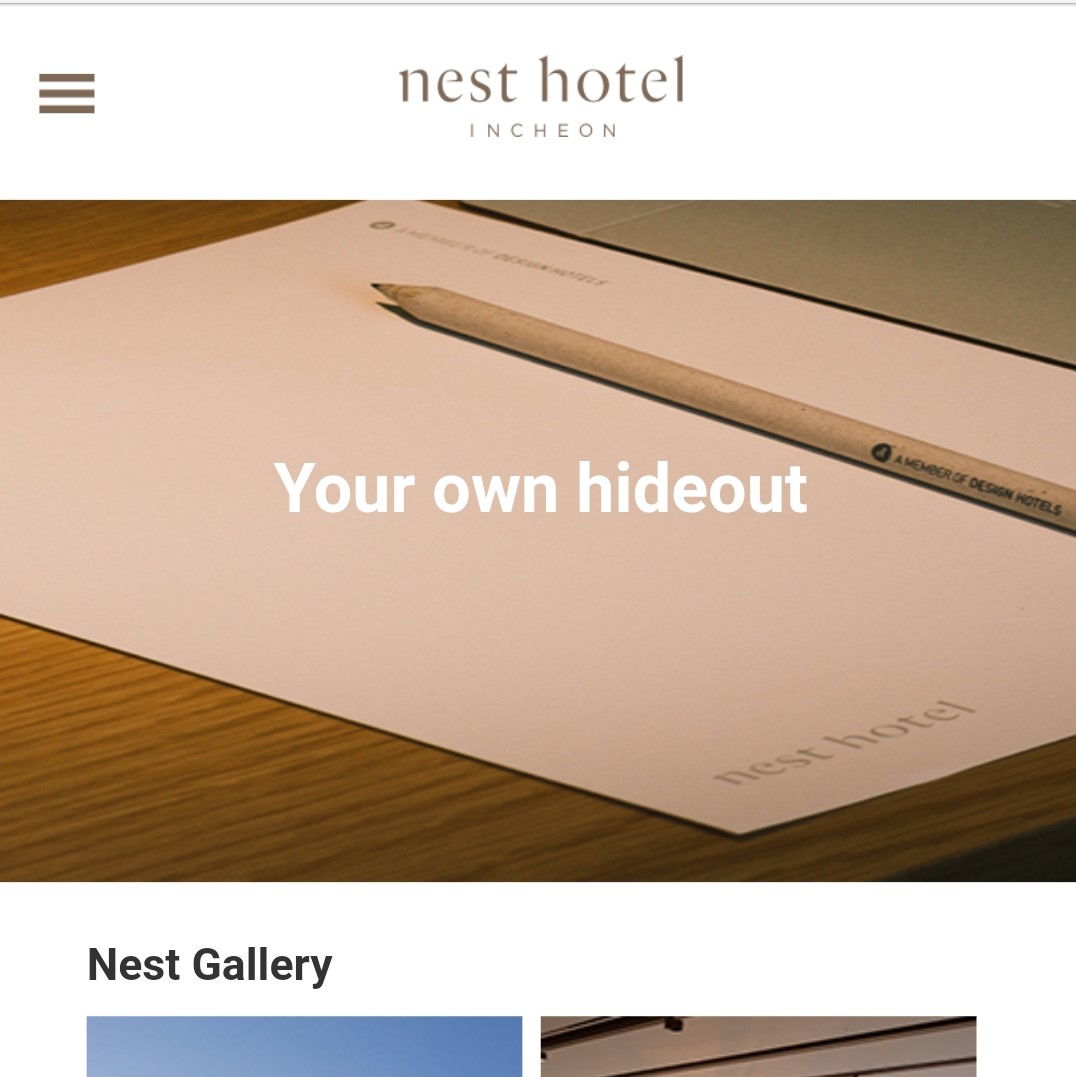 nest hotel
INCHEON
A MEMBER OF DESIGN HOTELS
A MEMBER OF DESIGN HOTELS
Your own hideout
nest hotel
Nest Gallery